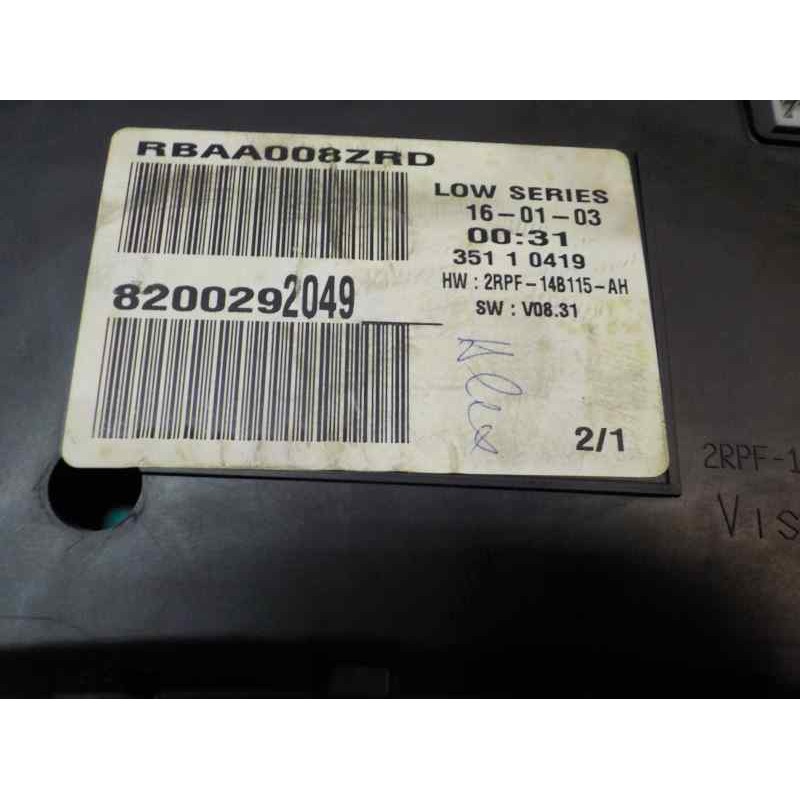 RBAA008ZRD
LOW SERIES
16-01-03
00:31
351 1 0419
HW : 2RPF-14B115-AH
SW : V08.31
8200292049
2/1
2RPF-1
Vis